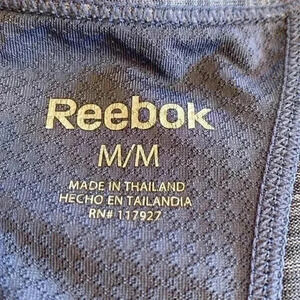 Reebok
M/M
MADE IN THAILAND
HECHO EN TAILANDIA
RN# 117927